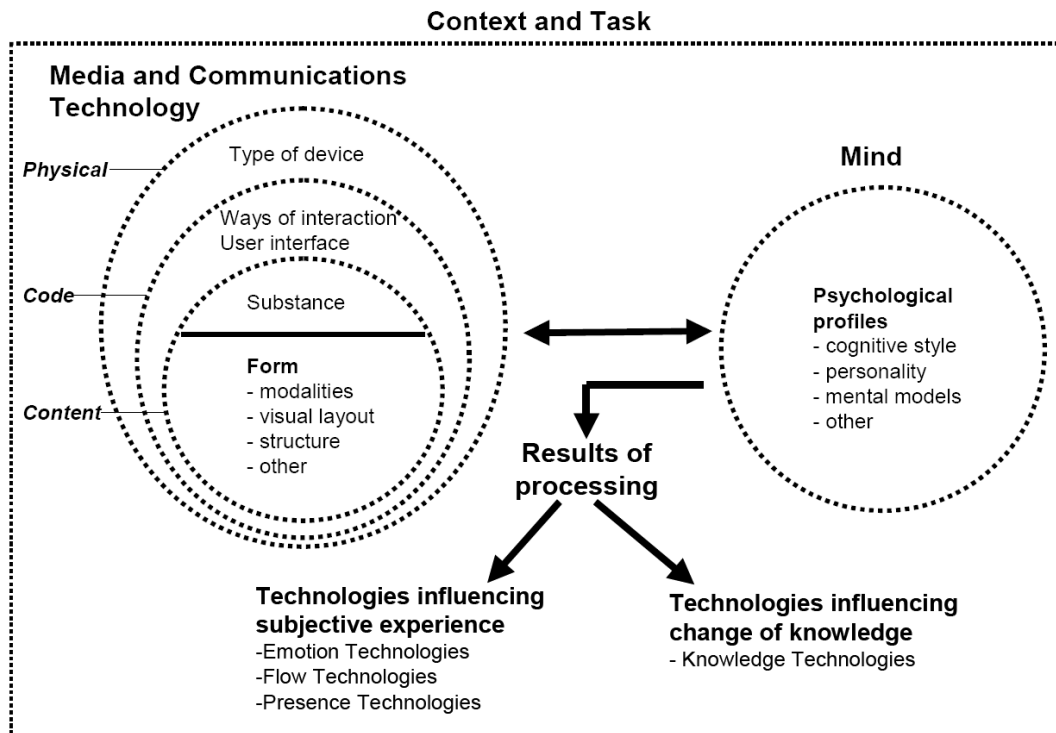 Context and Task
Media and Communications
Technology
Physical
Type of device
Ways of interaction
User interface
Code
Substance
Content
Form
- modalities
- visual layout
- structure
- other
Mind
Psychological
profiles
- cognitive style
- personality
- mental models
- other
Results of
processing
Technologies influencing
subjective experience
-Emotion Technologies
-Flow Technologies
-Presence Technologies
Technologies influencing
change of knowledge
- Knowledge Technologies